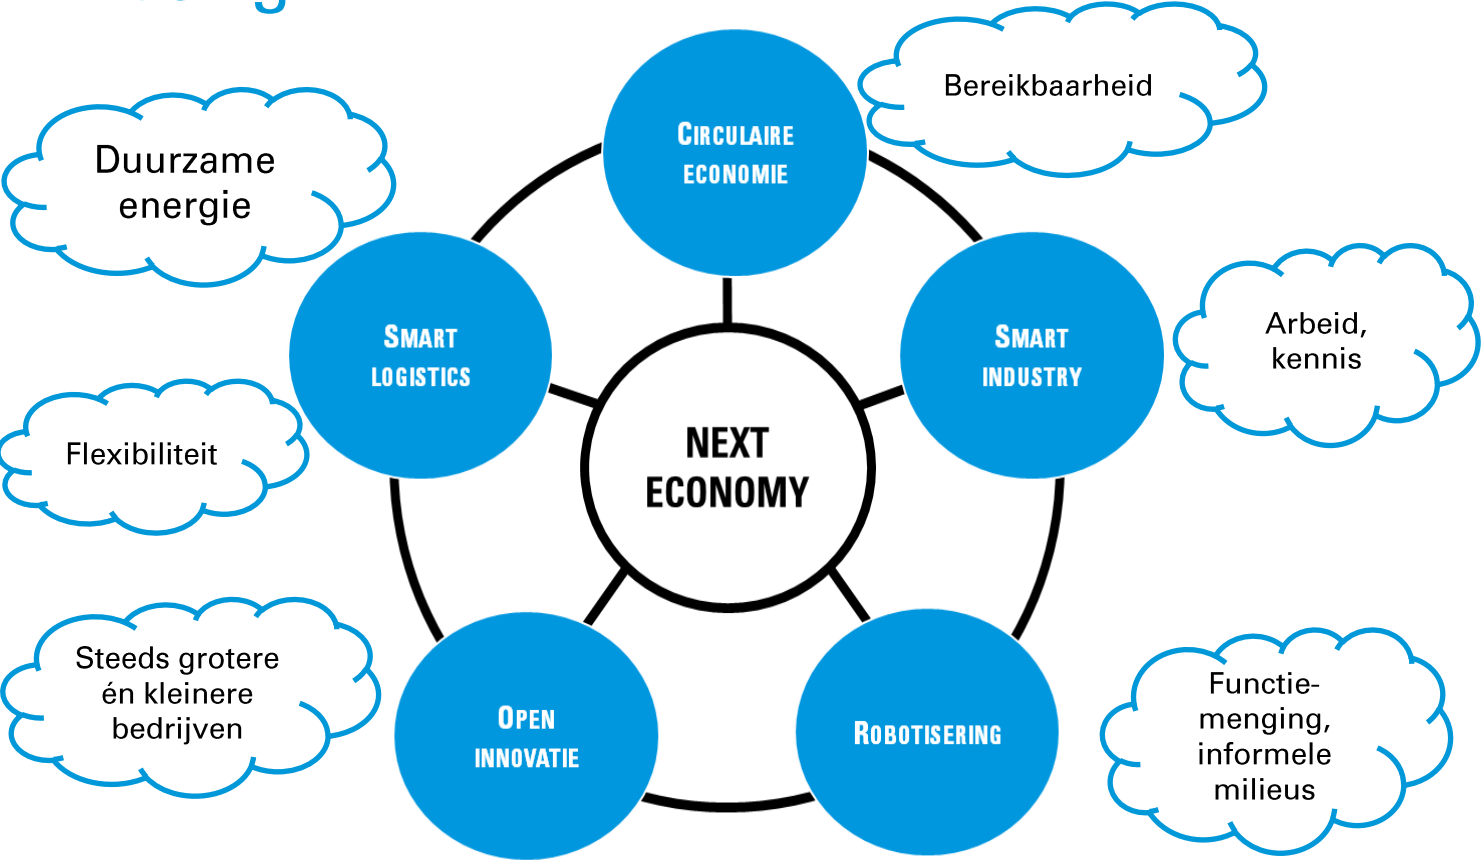 Bereikbaarheid
CIRCULAIRE
ECONOMIE
Duurzame
energie
SMART
LOGISTICS
SMART
INDUSTRY
Arbeid,
kennis
Flexibiliteit
NEXT
ECONOMY
Steeds grotere
én kleinere
bedrijven
OPEN
INNOVATIE
ROBOTISERING
Functie-
menging,
informele
milieus